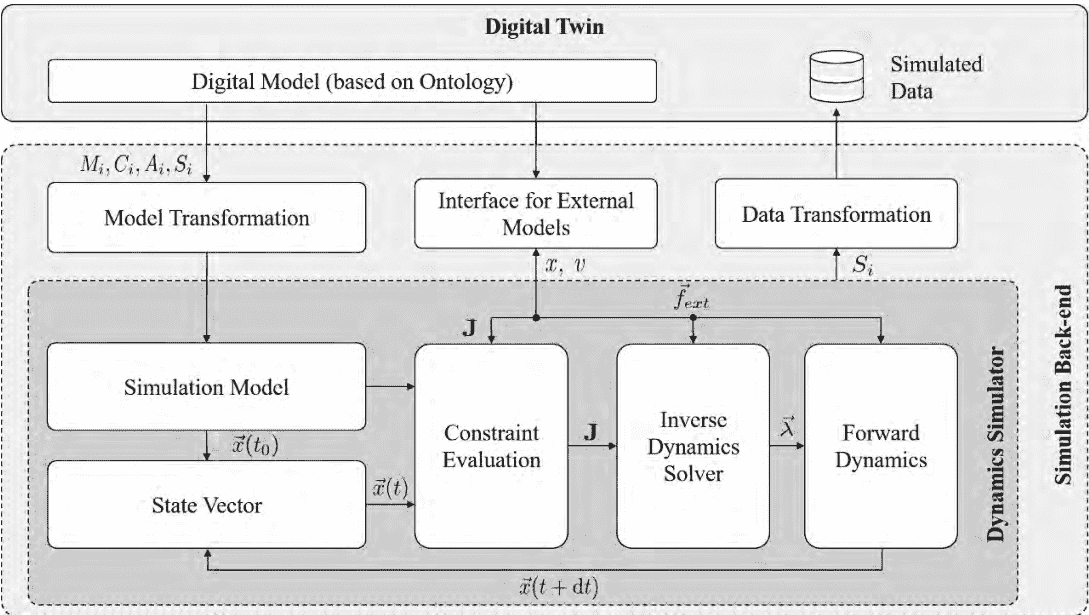 Digital Twin
Digital Model (based on Ontology)
Simulated
Data
M_i, C_i, A_i, S_i
Model Transformation
Interface for External
Models
Data Transformation
x, v
S_i
J
f⃗_ext
Simulation Model
x⃗(t_0)
State Vector
x⃗(t)
Constraint
Evaluation
J
Inverse
Dynamics
Solver
λ⃗
Forward
Dynamics
x⃗(t + dt)
Dynamics Simulator
Simulation Back-end